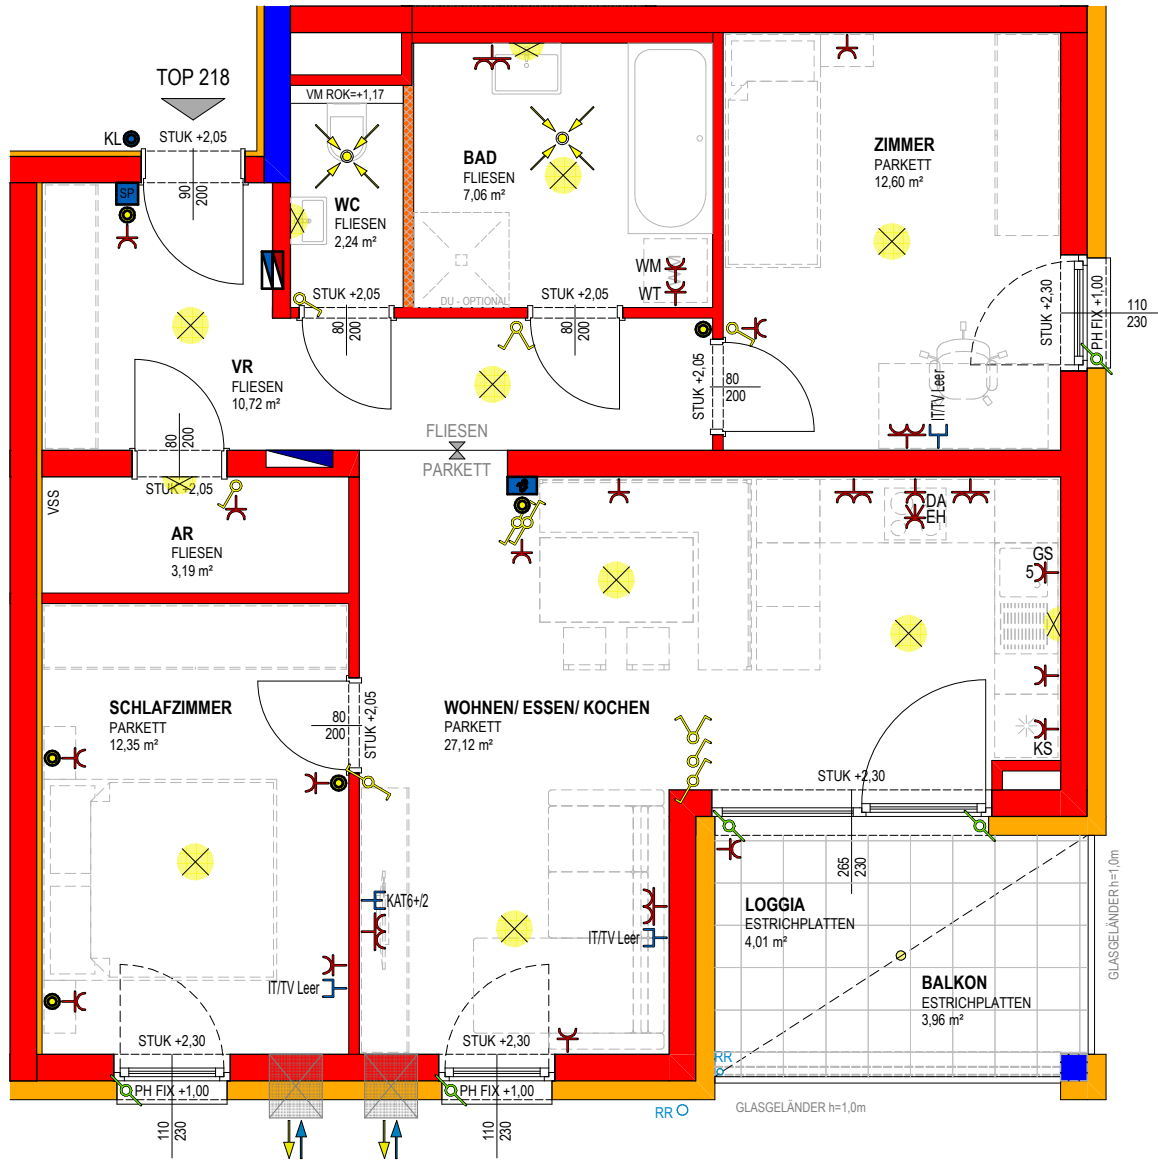 TOP 218
KL
STUK +2,05
90
200
SP
VM ROK=+1,17
WC
FLIESEN
2,24 m²
STUK +2,05
80
200
BAD
FLIESEN
7,06 m²
DU - OPTIONAL
WM
WT
STUK +2,05
80
200
ZIMMER
PARKETT
12,60 m²
STUK +2,30
PH FIX +1,00
110
230
IT/TV Leer
STUK +2,05
80
200
VR
FLIESEN
10,72 m²
80
200
STUK +2,05
FLIESEN
PARKETT
VSS
AR
FLIESEN
3,19 m²
DA
EH
GS
5
KS
SCHLAFZIMMER
PARKETT
12,35 m²
80
200
STUK +2,05
WOHNEN/ ESSEN/ KOCHEN
PARKETT
27,12 m²
STUK +2,30
265
230
KAT6+/2
IT/TV Leer
IT/TV Leer
LOGGIA
ESTRICHPLATTEN
4,01 m²
BALKON
ESTRICHPLATTEN
3,96 m²
GLASGELÄNDER h=1,0m
STUK +2,30
PH FIX +1,00
110
230
STUK +2,30
PH FIX +1,00
110
230
RR
RR
GLASGELÄNDER h=1,0m